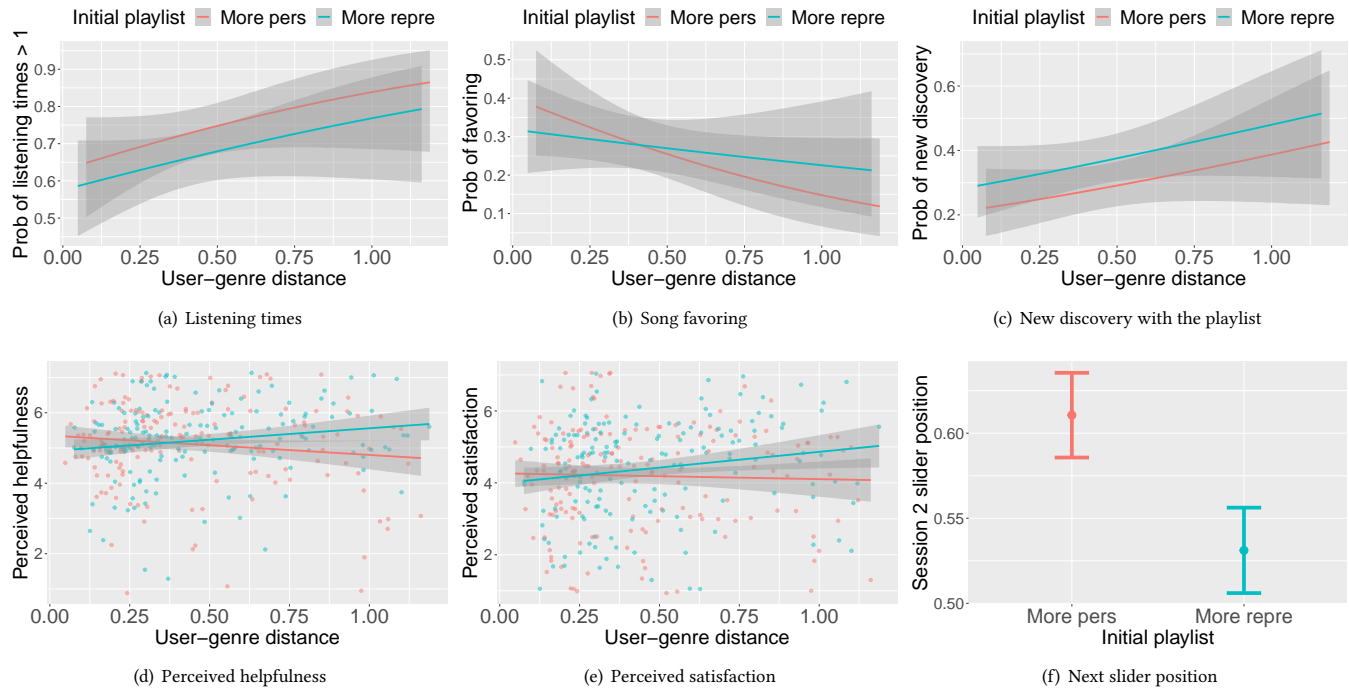 Initial playlist More pers More repre
Prob of listening times > 1
0.9
0.8
0.7
0.6
0.5
0.00 0.25 0.50 0.75 1.00
User-genre distance
(a) Listening times
Initial playlist More pers More repre
Prob of favoring
0.5
0.4
0.3
0.2
0.1
0.00 0.25 0.50 0.75 1.00
User-genre distance
(b) Song favoring
Initial playlist More pers More repre
Prob of new discovery
0.6
0.4
0.2
0.00 0.25 0.50 0.75 1.00
User-genre distance
(c) New discovery with the playlist
Perceived helpfulness
6
4
2
0.00 0.25 0.50 0.75 1.00
User-genre distance
(d) Perceived helpfulness
Perceived satisfaction
6
4
2
0.00 0.25 0.50 0.75 1.00
User-genre distance
(e) Perceived satisfaction
Session 2 slider position
0.60
0.55
0.50
More pers More repre
Initial playlist
(f) Next slider position